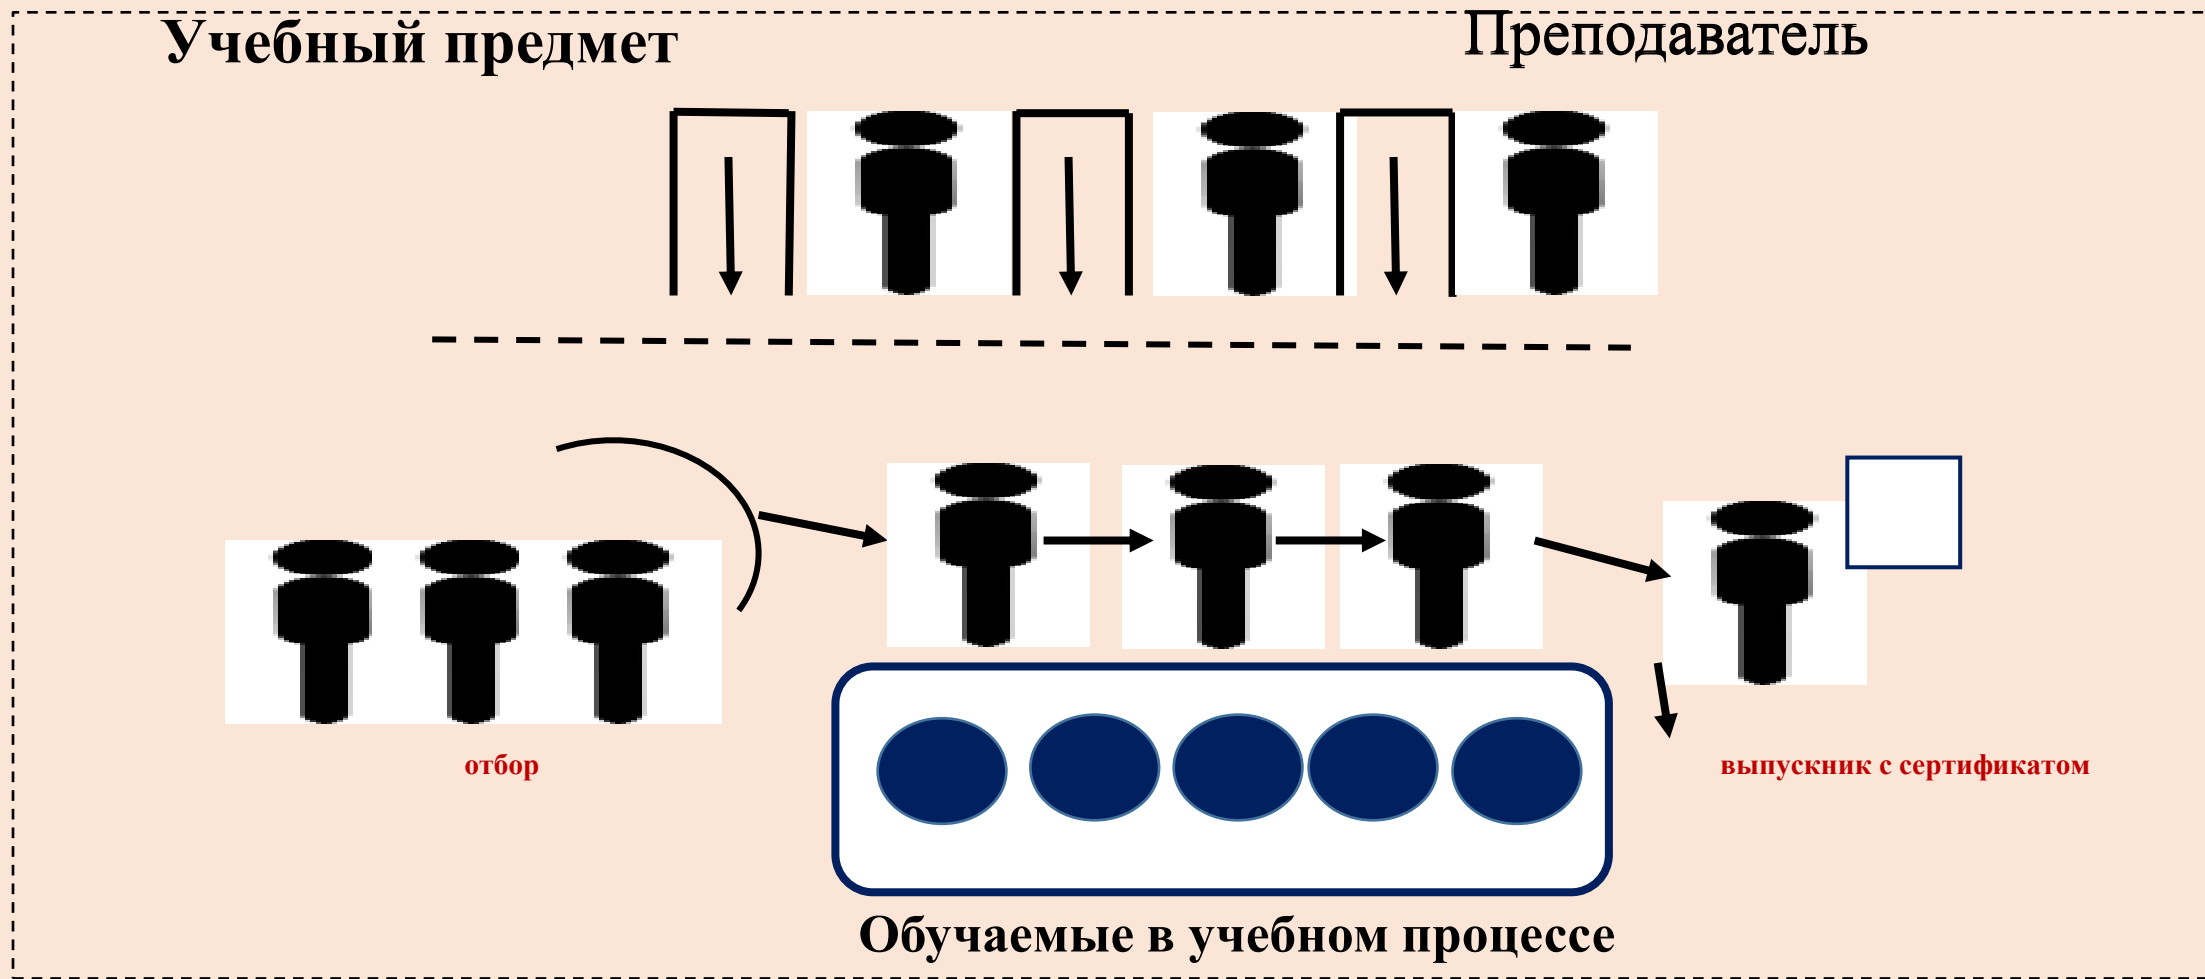 Учебный предмет
Преподаватель
отбор
выпускник с сертификатом
Обучаемые в учебном процессе